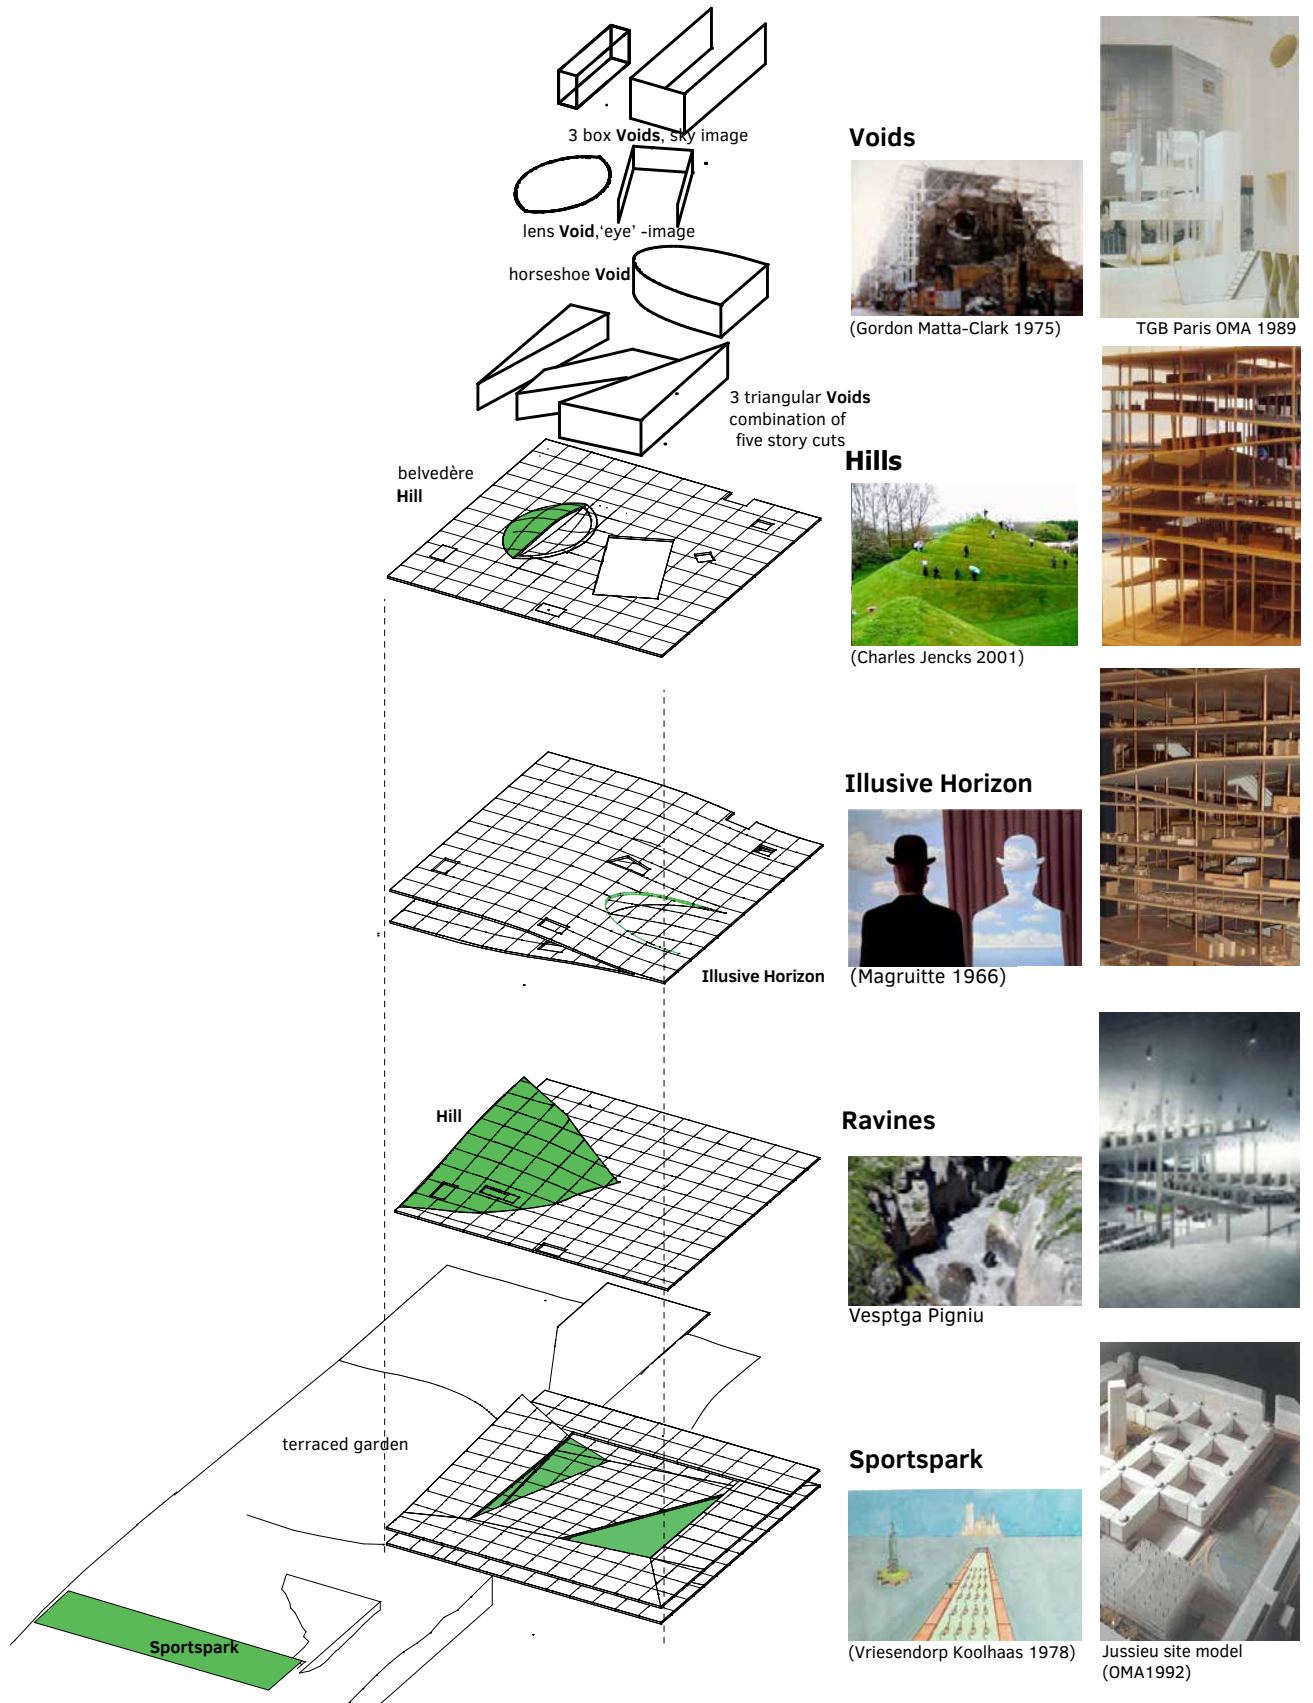 3 box Voids, sky image
Voids
lens Void,‘eye’ -image
horseshoe Void
(Gordon Matta-Clark 1975)
TGB Paris OMA 1989
3 triangular Voids
combination of
five story cuts
Hills
belvedère
Hill
(Charles Jencks 2001)
Illusive Horizon
Illusive Horizon
(Magruitte 1966)
Hill
Ravines
Vesptga Pigniu
terraced garden
Sportspark
Sportspark
(Vriesendorp Koolhaas 1978)
Jussieu site model
(OMA1992)